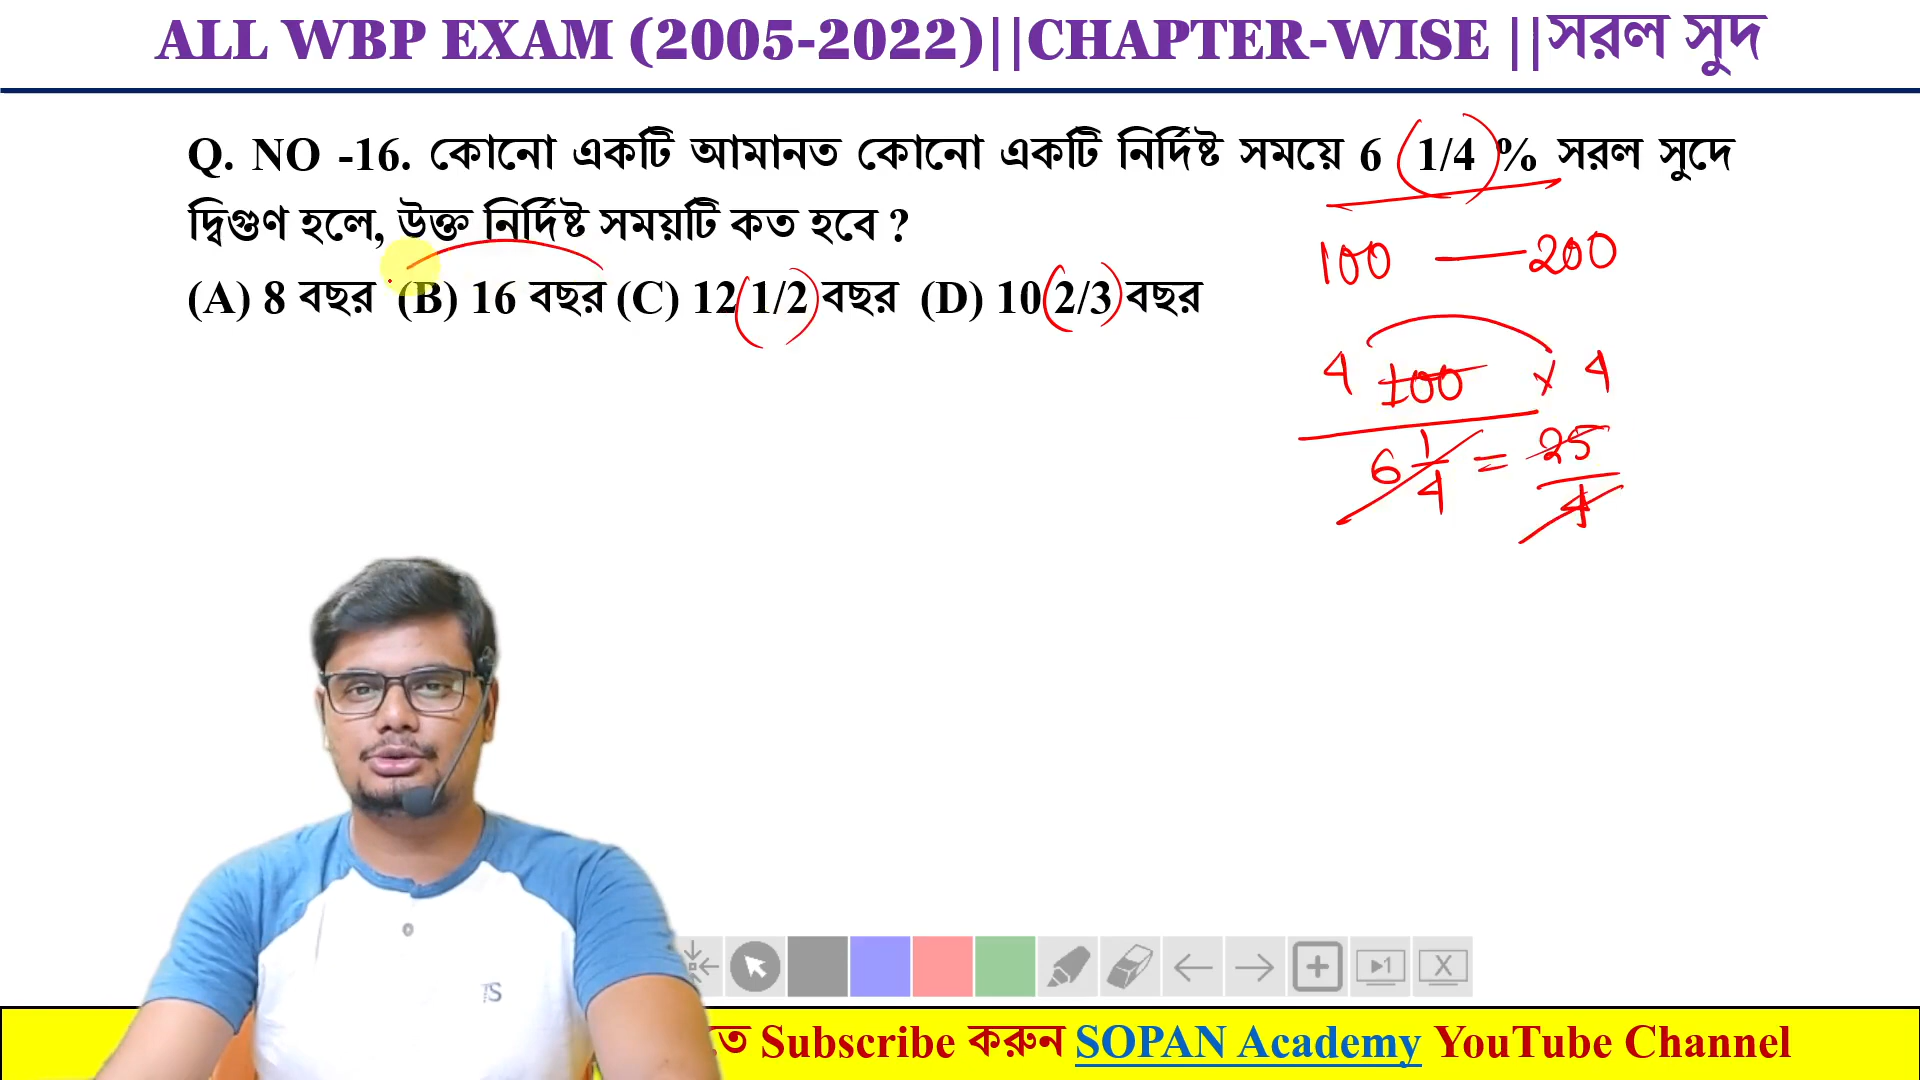 ALL WBP EXAM (2005-2022)||CHAPTER-WISE ||সরল সুদ
Q. NO -16. কোনো একটি আমানত কোনো একটি নির্দিষ্ট সময়ে 6 1/4 % সরল সুদে
দ্বিগুণ হলে, উক্ত নির্দিষ্ট সময়টি কত হবে ?
(A) 8 বছর (B) 16 বছর (C) 12 1/2 বছর (D) 10 2/3 বছর
100 — 200
4 100 × 4
6 1/4 = 25/4
TS
Subscribe করুন SOPAN Academy YouTube Channel